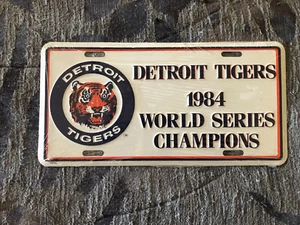 DETROIT
TIGERS
DETROIT TIGERS
1984
WORLD SERIES
CHAMPIONS